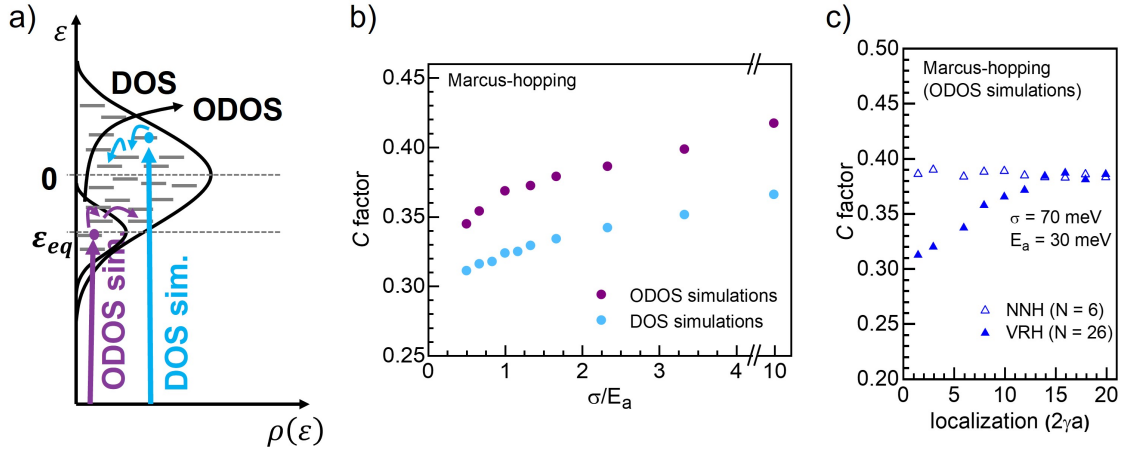 a)
ε
DOS
ODOS
0
εeq
ODOS sim.
DOS sim.
ρ(ε)
b)
Marcus-hopping
C factor
0.45
0.40
0.35
0.30
0.25
ODOS simulations
DOS simulations
0 1 2 3 4 10
σ/Ea
c)
Marcus-hopping
(ODOS simulations)
C factor
0.50
0.45
0.40
0.35
0.30
0.25
0.20
σ = 70 meV
Ea = 30 meV
NNH (N = 6)
VRH (N = 26)
0 5 10 15 20
localization (2γa)